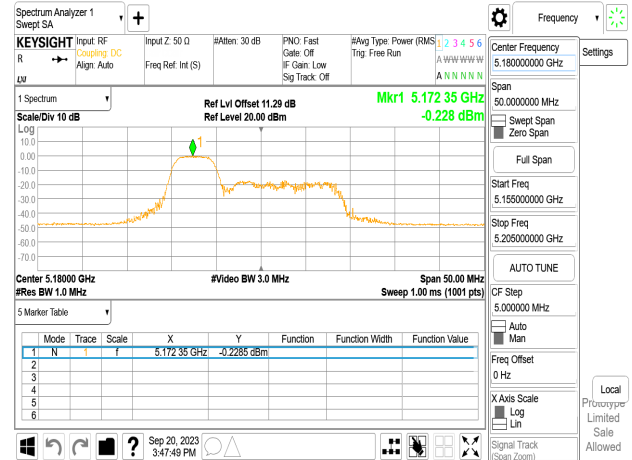 Spectrum Analyzer 1
Swept SA
Frequency
KEYSIGHT Input: RF Input Z: 50 Ω #Atten: 30 dB PNO: Fast #Avg Type: Power (RMS 1 2 3 4 5 6
R Coupling: DC Gate: Off Trig: Free Run
Align: Auto Freq Ref: Int (S) IF Gain: Low A W W W W W
Sig Track: Off A N N N N N
Center Frequency
5.180000000 GHz
Settings
1 Spectrum
Ref Lvl Offset 11.29 dB
Mkr1 5.172 35 GHz
Scale/Div 10 dB
Ref Level 20.00 dBm
-0.228 dBm
Log
10.0
0.00
-10.0
-20.0
-30.0
-40.0
-50.0
-60.0
-70.0
1
Center 5.18000 GHz
#Video BW 3.0 MHz
Span 50.00 MHz
#Res BW 1.0 MHz
Sweep 1.00 ms (1001 pts)
Span
50.0000000 MHz
Swept Span
Zero Span
Full Span
Start Freq
5.155000000 GHz
Stop Freq
5.205000000 GHz
AUTO TUNE
CF Step
5.000000 MHz
Auto
Man
Freq Offset
0 Hz
X Axis Scale
Log
Lin
Signal Track
(Span Zoom)
5 Marker Table
Mode Trace Scale X Y Function Function Width Function Value
1 N 1 f 5.172 35 GHz -0.2285 dBm
2
3
4
5
6
Local
Prototype
Limited
Sale
Allowed
Sep 20, 2023
3:47:49 PM